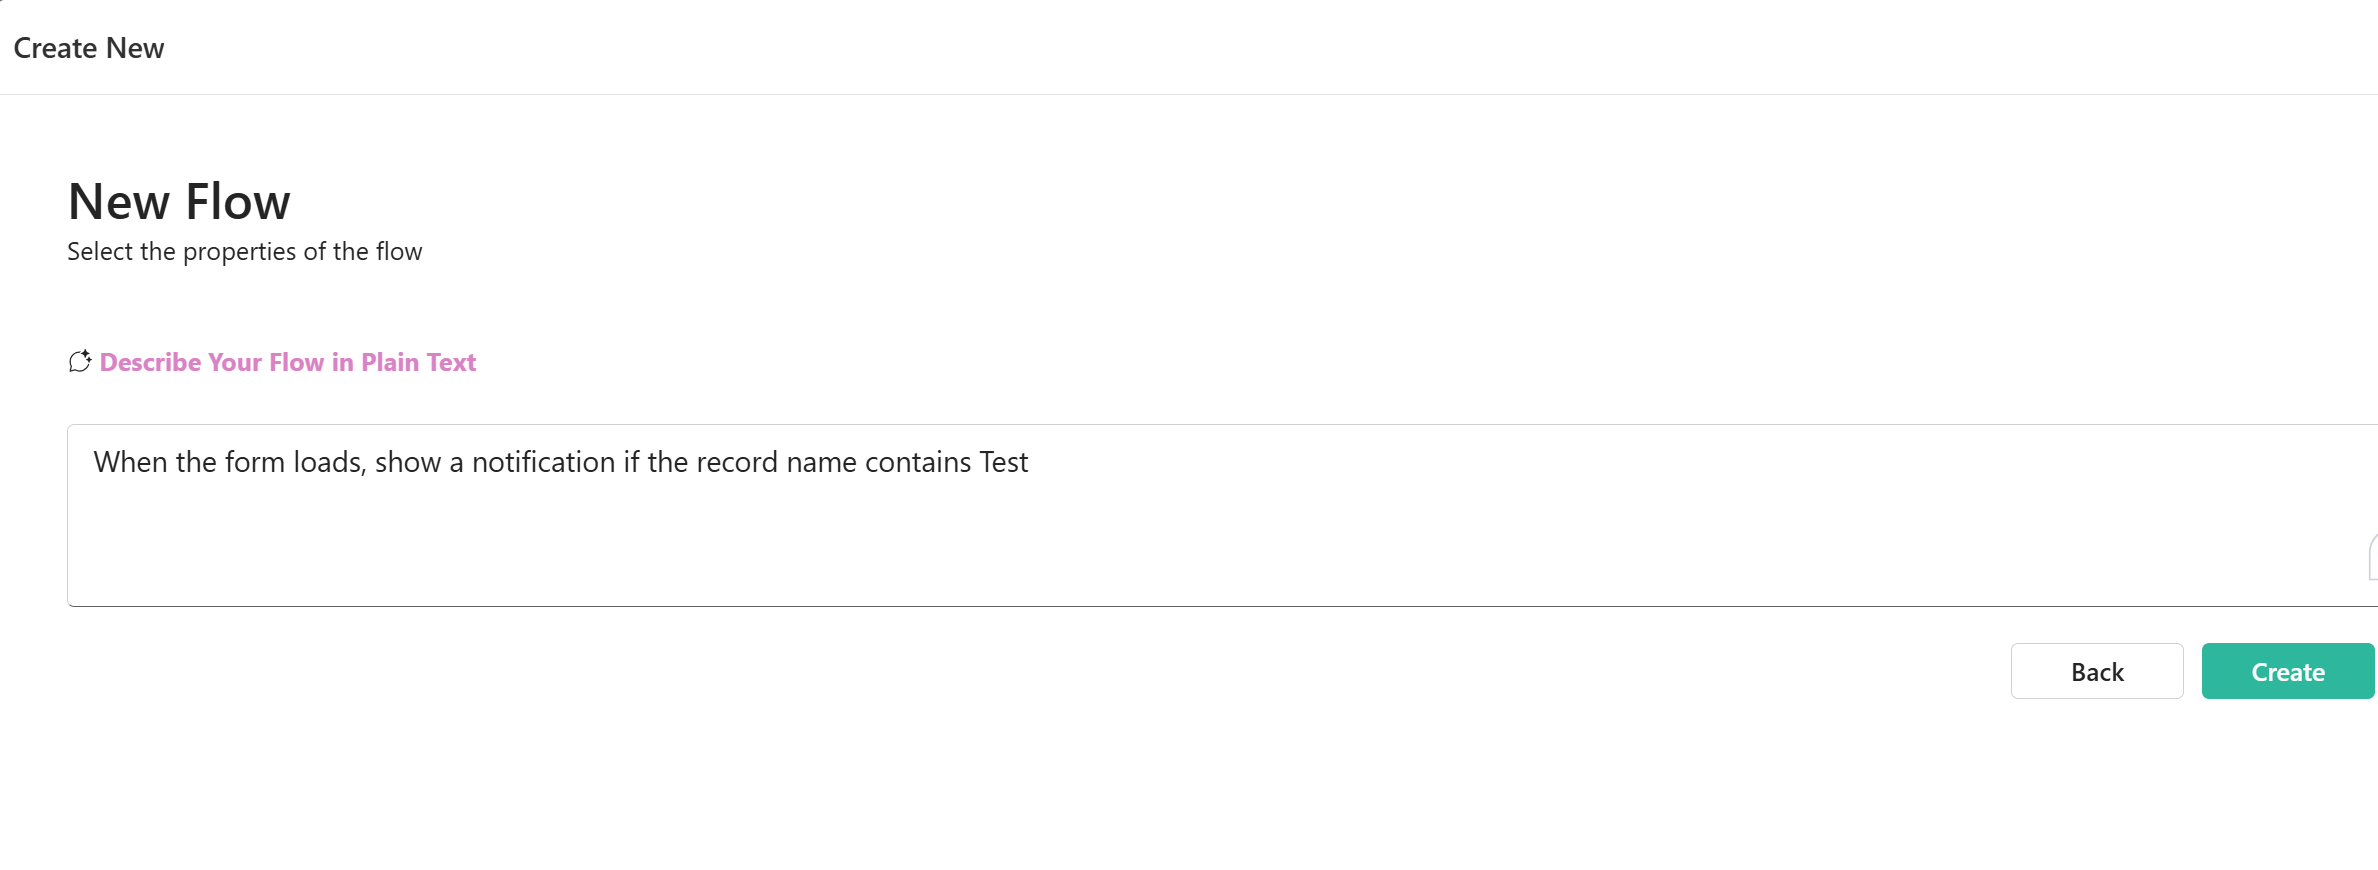 Create New
New Flow
Select the properties of the flow
Describe Your Flow in Plain Text
When the form loads, show a notification if the record name contains Test
Back
Create